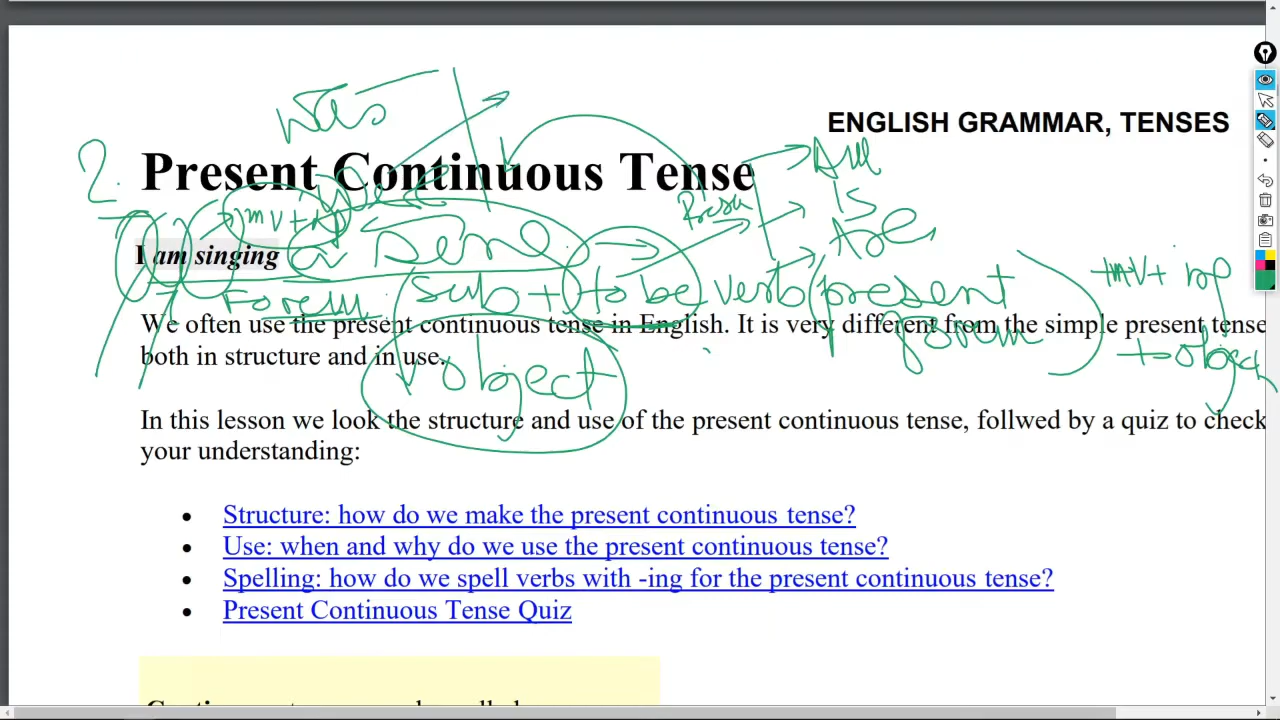 ENGLISH GRAMMAR, TENSES
2.
Present Continuous Tense
Am
Is
Are
mV +
I am singing
sub + to be verb (present form) + mV + ing + object
object
We often use the present continuous tense in English. It is very different from the simple present tense
both in structure and in use.
In this lesson we look the structure and use of the present continuous tense, follwed by a quiz to check
your understanding:
• Structure: how do we make the present continuous tense?
• Use: when and why do we use the present continuous tense?
• Spelling: how do we spell verbs with -ing for the present continuous tense?
• Present Continuous Tense Quiz